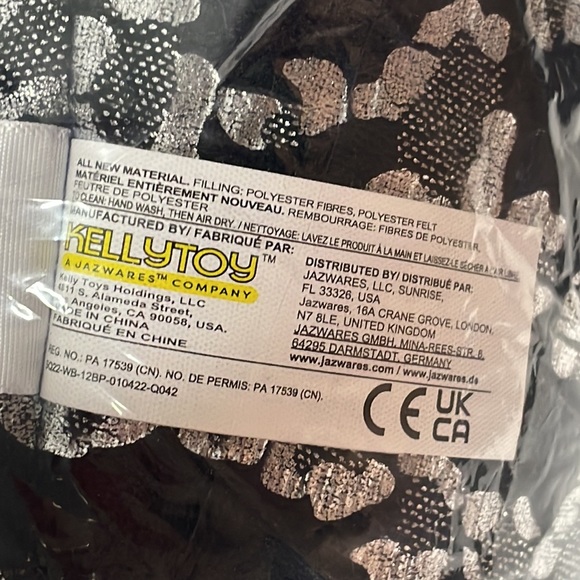 ALL NEW MATERIAL. FILLING: POLYESTER FIBRES, POLYESTER FELT
MATÉRIEL ENTIÈREMENT NOUVEAU. REMBOURRAGE: FIBRES DE POLYESTER,
FEUTRE DE POLYESTER
TO CLEAN: HAND WASH, THEN AIR DRY. / NETTOYAGE: LAVEZ LE PRODUIT À LA MAIN ET LAISSEZ-LE SÉCHER À L'AIR LIBRE.
MANUFACTURED BY/ FABRIQUÉ PAR:
KELLYTOY™
A JAZWARES™ COMPANY
Kelly Toys Holdings, LLC
4811 S. Alameda Street,
Los Angeles, CA 90058, USA.
MADE IN CHINA
FABRIQUÉ EN CHINE
DISTRIBUTED BY/ DISTRIBUÉ PAR:
JAZWARES, LLC, SUNRISE,
FL 33326, USA
Jazwares, 16A CRANE GROVE, LONDON,
N7 8LE, UNITED KINGDOM
JAZWARES GMBH, MINA-REES-STR. 8,
64295 DARMSTADT, GERMANY
www.jazwares.com / www.jazwares.de
REG. NO.: PA 17539 (CN). NO. DE PERMIS: PA 17539 (CN).
SQ22-WB-12BP-010422-Q042
CE UK
CA